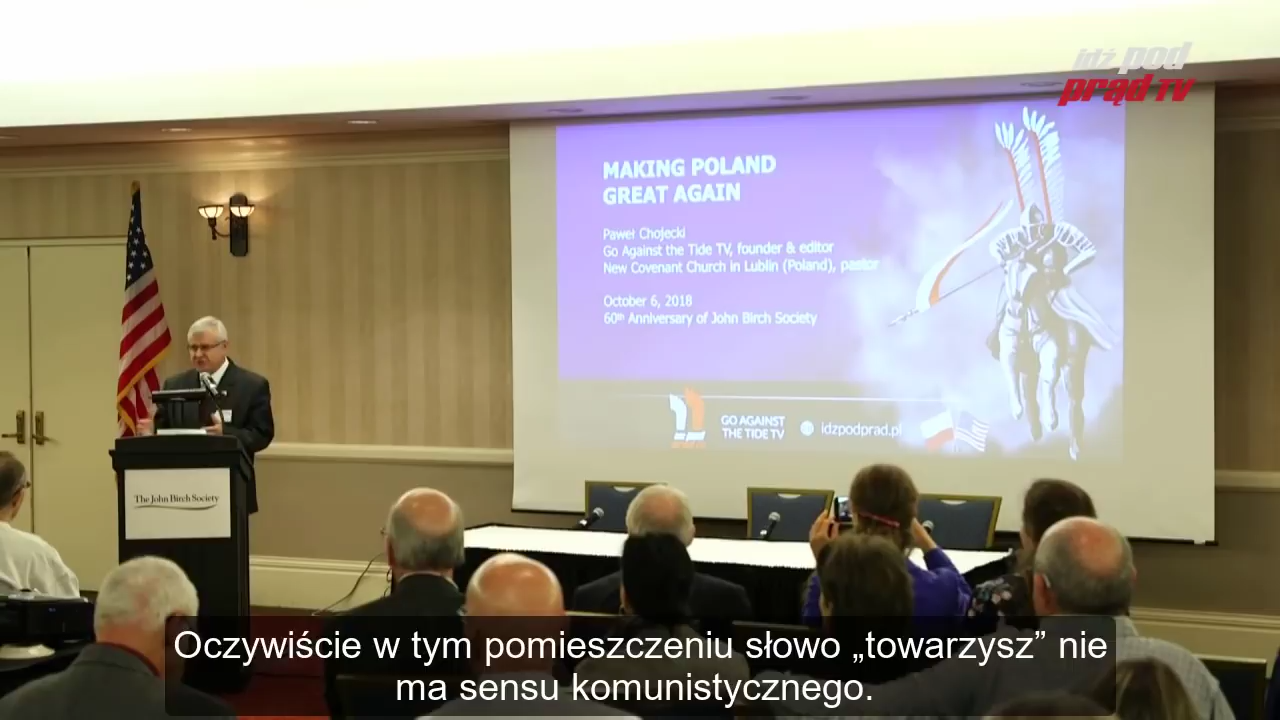 idź pod
prąd TV
MAKING POLAND
GREAT AGAIN
Paweł Chojecki
Go Against the Tide TV, founder & editor
New Covenant Church in Lublin (Poland), pastor
October 6, 2018
60th Anniversary of John Birch Society
GO AGAINST
THE TIDE TV
idzpodprad.pl
The John Birch Society
Oczywiście w tym pomieszczeniu słowo „towarzysz” nie
ma sensu komunistycznego.